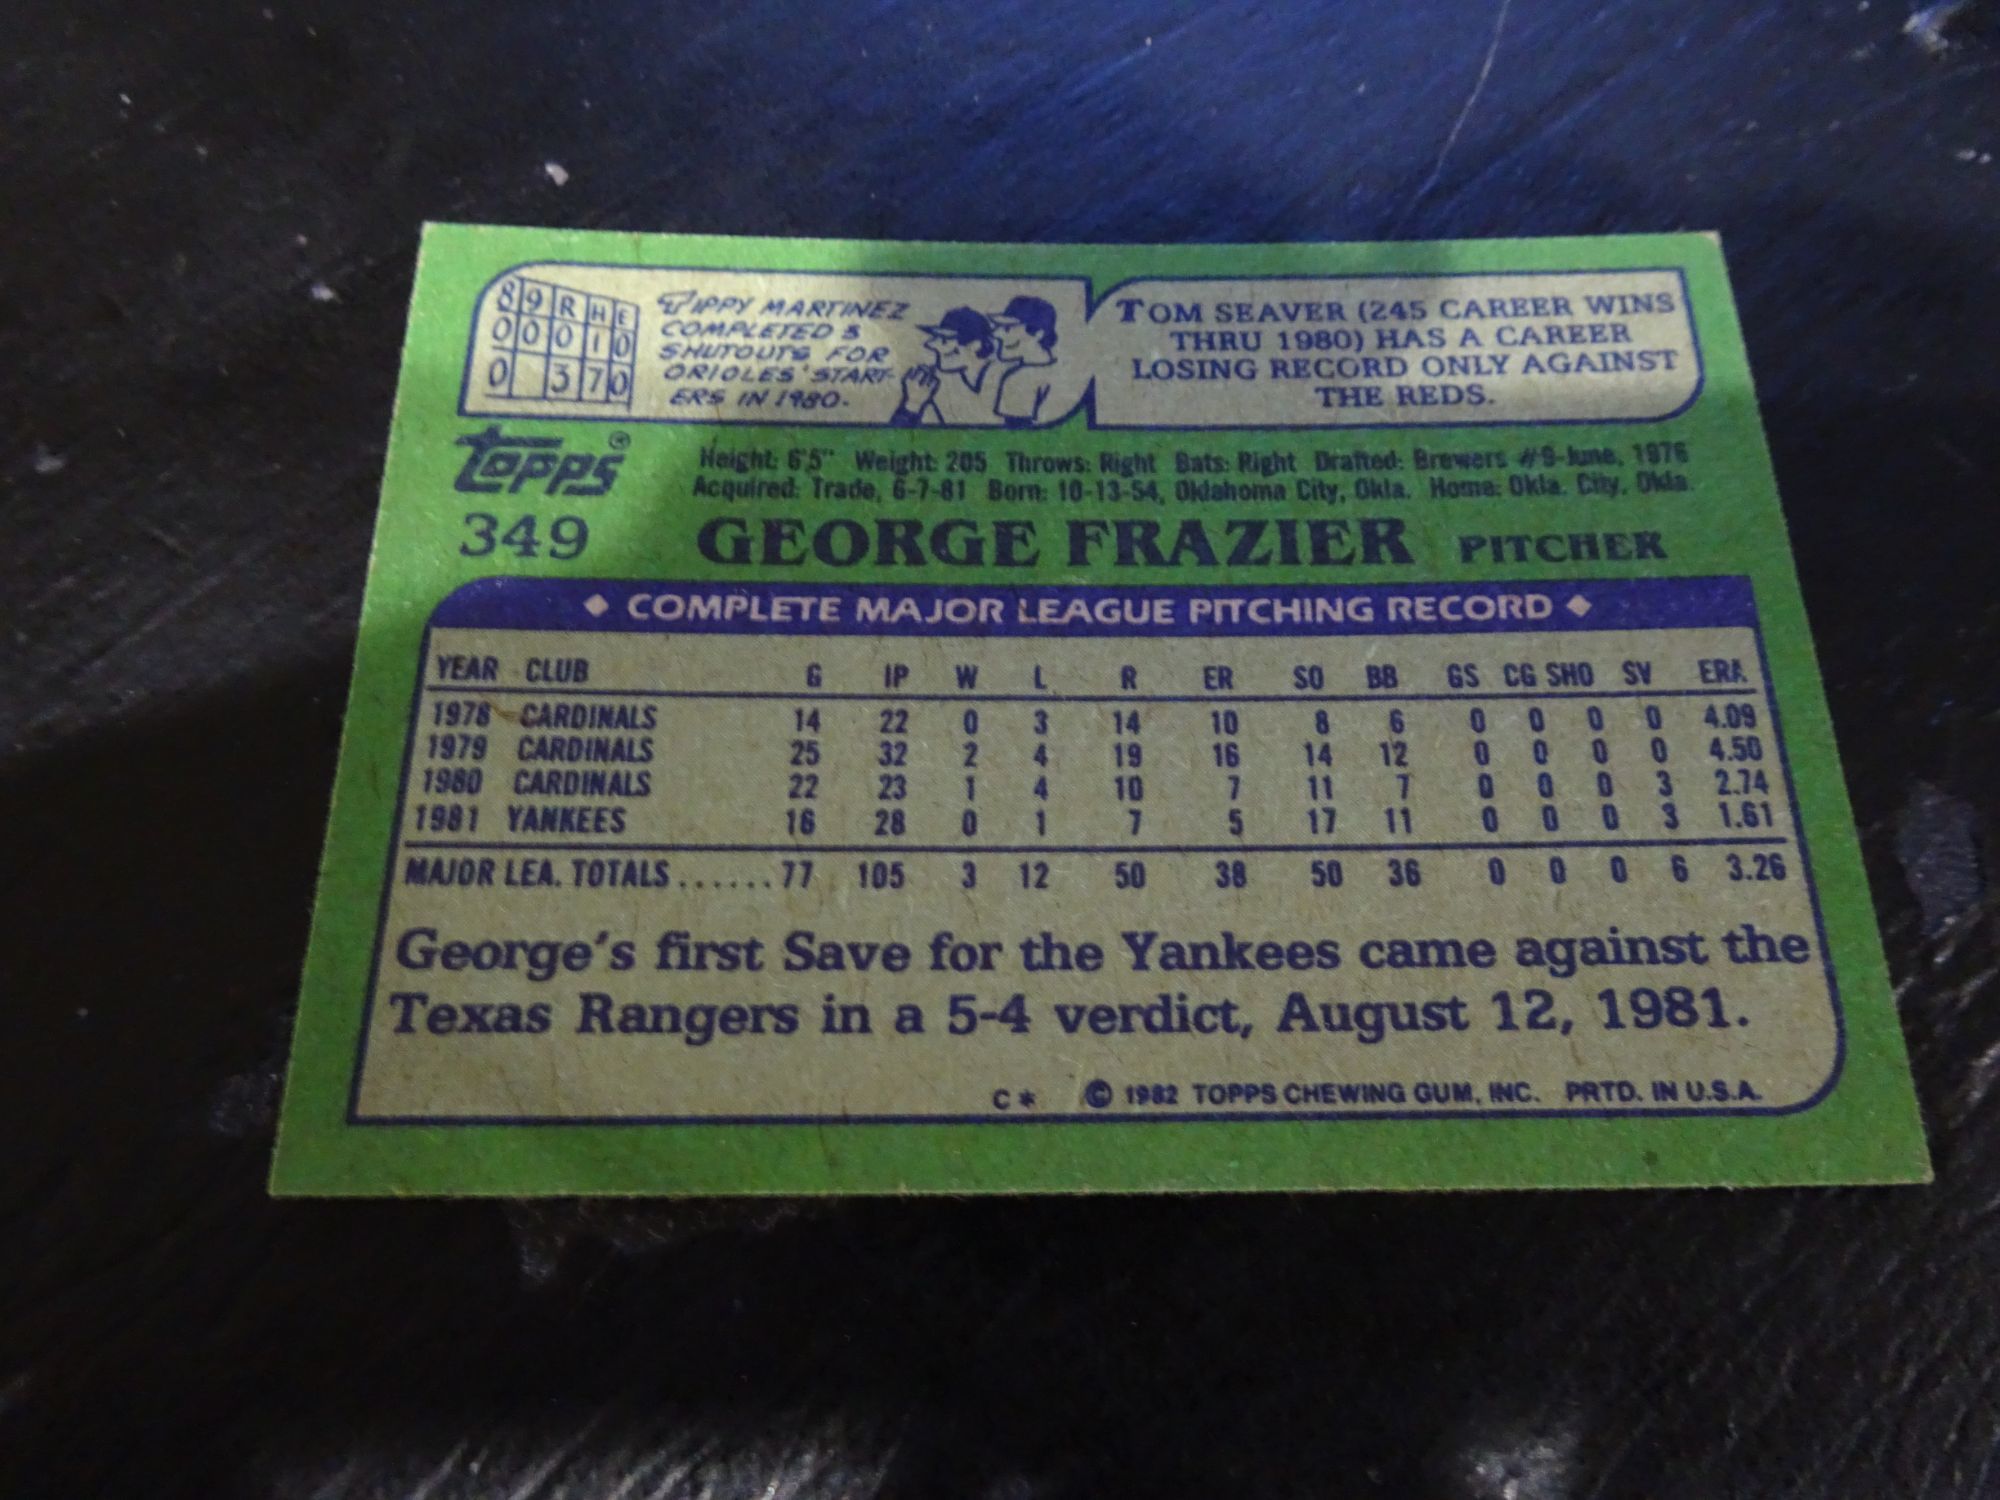 8 9 R H E
0 0 0 1 0
0 3 7 0
TIPPY MARTINEZ
COMPLETED 3
SHUTOUTS FOR
ORIOLES' START-
ERS IN 1980.
TOM SEAVER (245 CAREER WINS
THRU 1980) HAS A CAREER
LOSING RECORD ONLY AGAINST
THE REDS.
topps®
349
Height: 6'5" Weight: 205 Throws: Right Bats: Right Drafted: Brewers #9-June, 1976
Acquired: Trade, 6-7-81 Born: 10-13-54, Oklahoma City, Okla. Home: Okla. City, Okla.
GEORGE FRAZIER PITCHER
◆ COMPLETE MAJOR LEAGUE PITCHING RECORD ◆
YEAR CLUB G IP W L R ER SO BB GS CG SHO SV ERA
1978 CARDINALS 14 22 0 3 14 10 8 6 0 0 0 0 4.09
1979 CARDINALS 25 32 2 4 19 16 14 12 0 0 0 0 4.50
1980 CARDINALS 22 23 1 4 10 7 11 7 0 0 0 3 2.74
1981 YANKEES 16 28 0 1 7 5 17 11 0 0 0 3 1.61
MAJOR LEA. TOTALS ...... 77 105 3 12 50 38 50 36 0 0 0 6 3.26
George's first Save for the Yankees came against the
Texas Rangers in a 5-4 verdict, August 12, 1981.
C* © 1982 TOPPS CHEWING GUM, INC. PRTD. IN U.S.A.